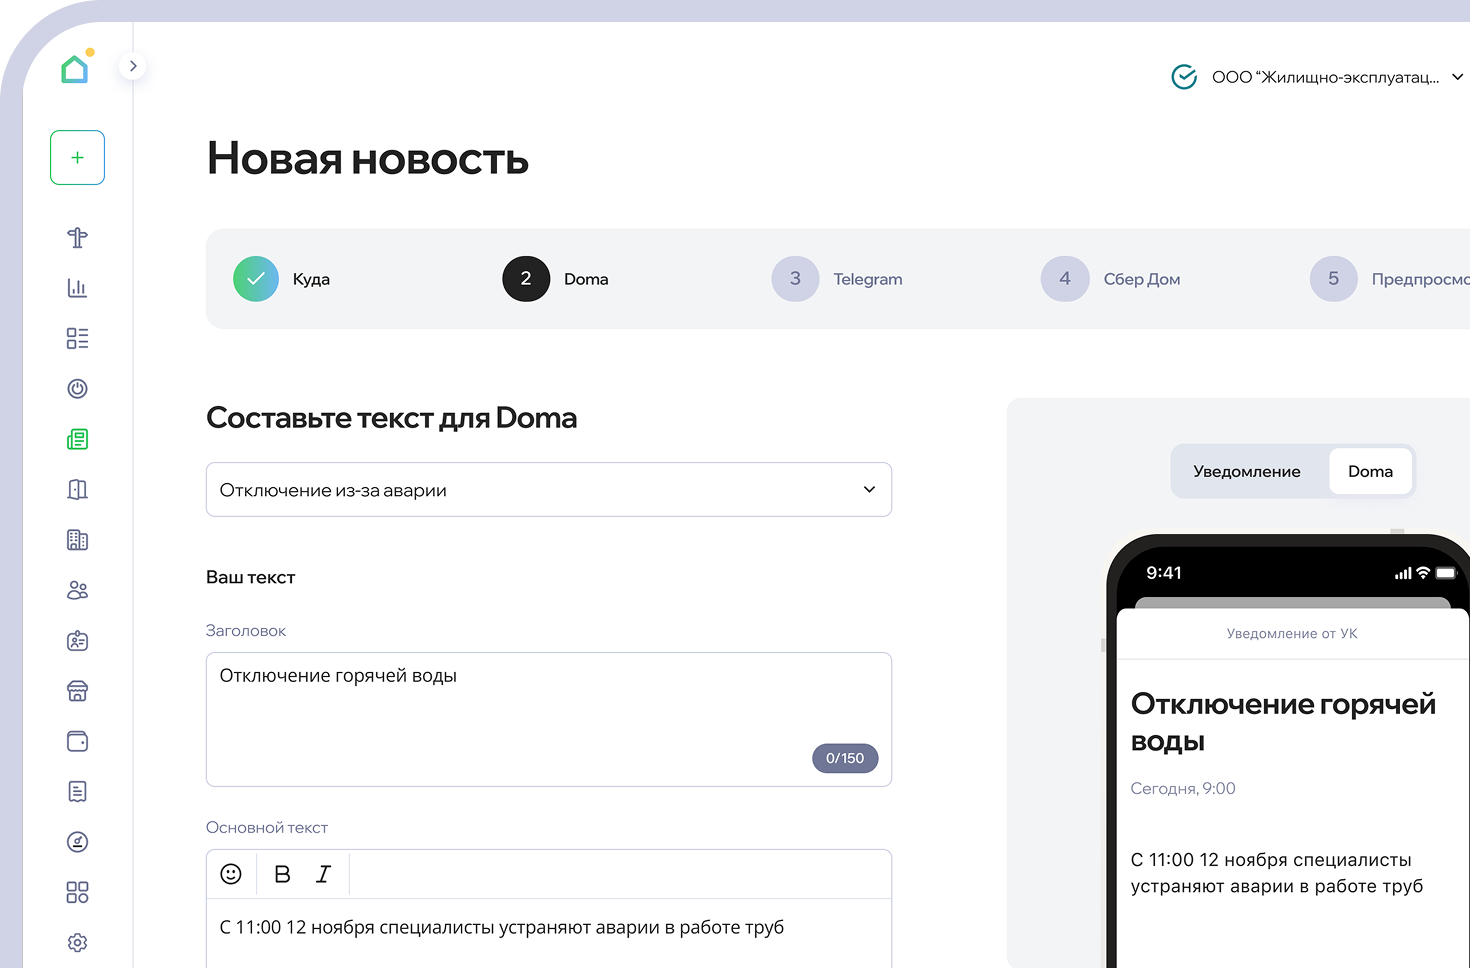 ООО “Жилищно-эксплуатац...
Новая новость
Куда
2 Doma
3 Telegram
4 Сбер Дом
5 Предпросмо
Составьте текст для Doma
Отключение из-за аварии
Ваш текст
Заголовок
Отключение горячей воды
0/150
Основной текст
B I
С 11:00 12 ноября специалисты устраняют аварии в работе труб
Уведомление
Doma
9:41
Уведомление от УК
Отключение горячей
воды
Сегодня, 9:00
С 11:00 12 ноября специалисты
устраняют аварии в работе труб